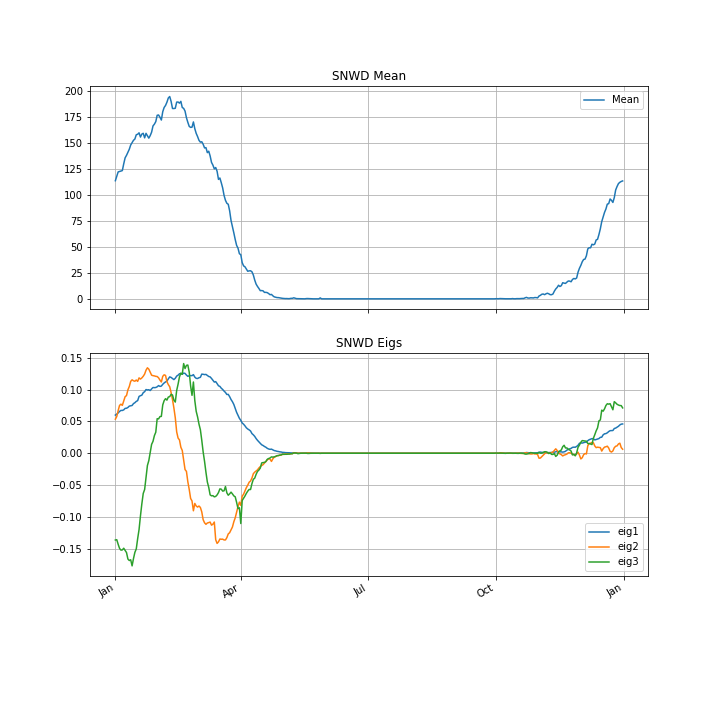 SNWD Mean
200
175
150
125
100
75
50
25
0
Mean
SNWD Eigs
0.15
0.10
0.05
0.00
−0.05
−0.10
−0.15
eig1
eig2
eig3
Jan
Apr
Jul
Oct
Jan